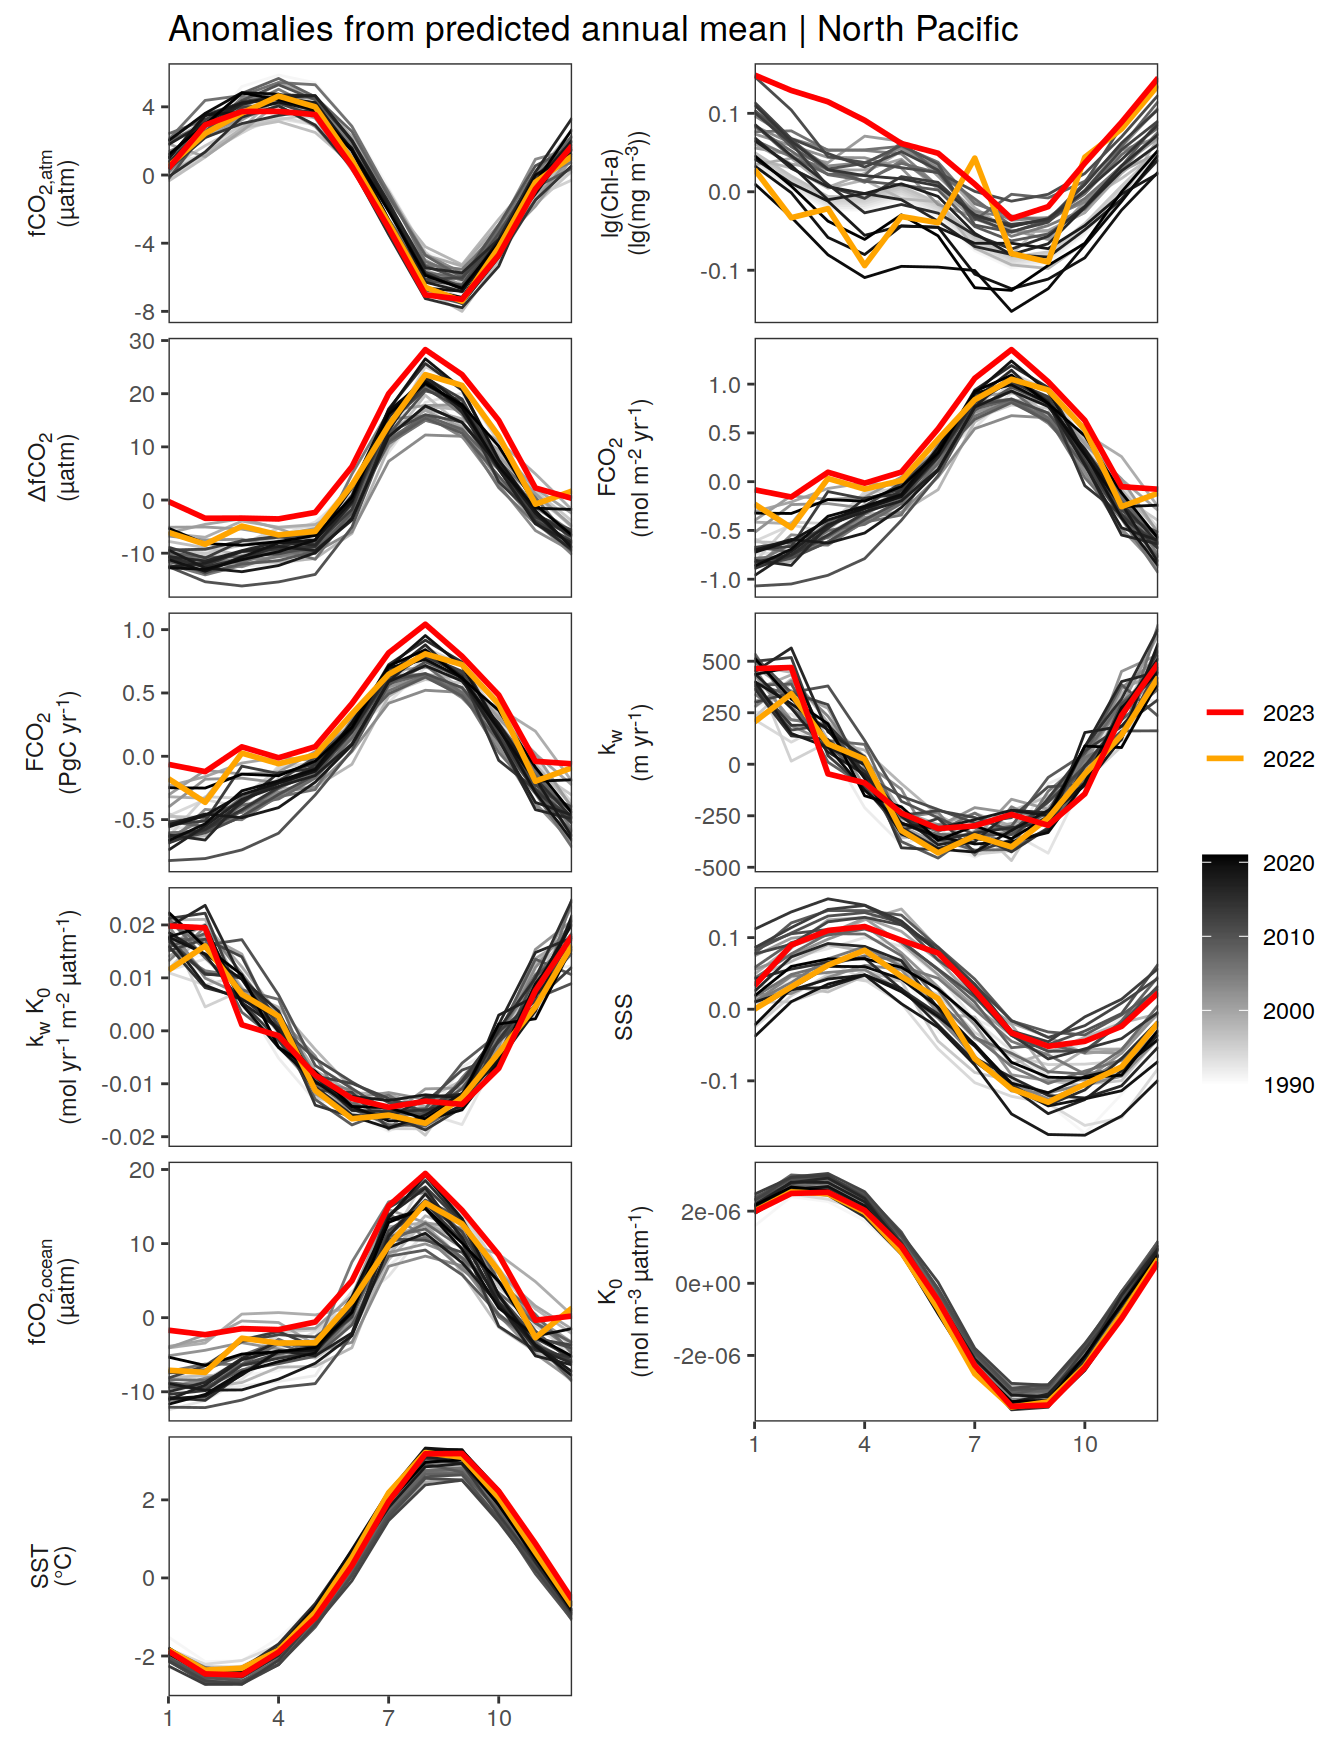 Anomalies from predicted annual mean | North Pacific
fCO2,atm
(µatm)
4
0
-4
-8
lg(Chl-a)
(lg(mg m-3))
0.1
0.0
-0.1
ΔfCO2
(µatm)
30
20
10
0
-10
FCO2
(mol m-2 yr-1)
1.0
0.5
0.0
-0.5
-1.0
FCO2
(PgC yr-1)
1.0
0.5
0.0
-0.5
kw
(m yr-1)
500
250
0
-250
-500
kw K0
(mol yr-1 m-2 µatm-1)
0.02
0.01
0.00
-0.01
-0.02
SSS
0.1
0.0
-0.1
fCO2,ocean
(µatm)
20
10
0
-10
K0
(mol m-3 µatm-1)
2e-06
0e+00
-2e-06
1 4 7 10
SST
(°C)
2
0
-2
1 4 7 10
2023
2022
2020
2010
2000
1990